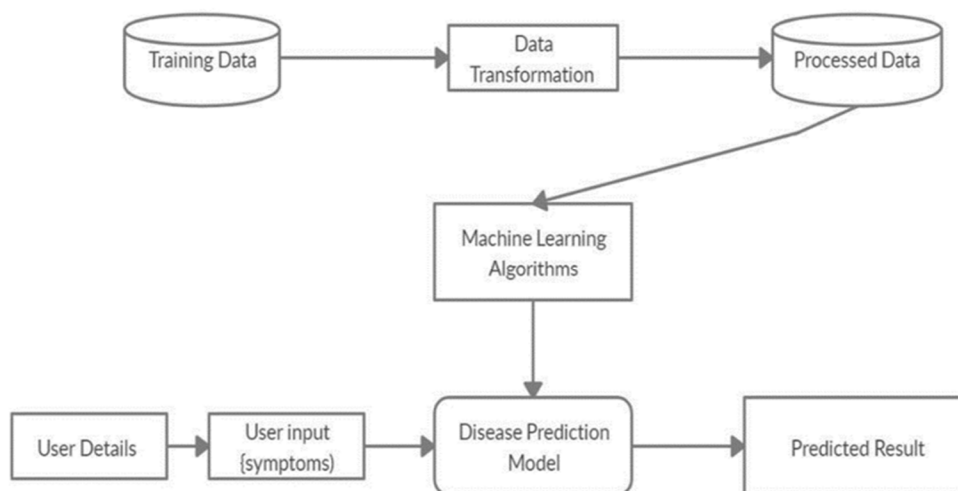 Training Data
Data
Transformation
Processed Data
Machine Learning
Algorithms
User Details
User input
{symptoms)
Disease Prediction
Model
Predicted Result